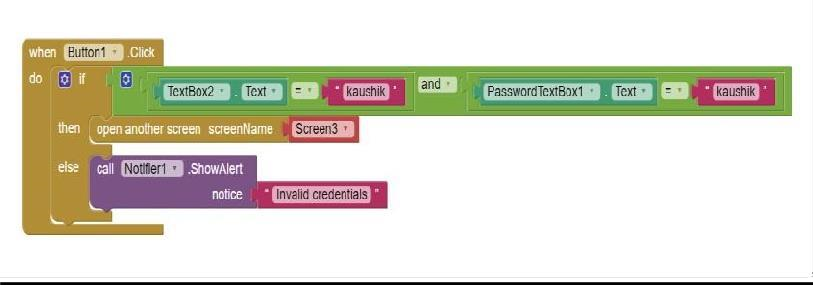 when Button1 .Click
do if TextBox2 . Text = " kaushik " and PasswordTextBox1 . Text = " kaushik "
then open another screen screenName Screen3
else call Notifier1 .ShowAlert
notice " Invalid credentials "